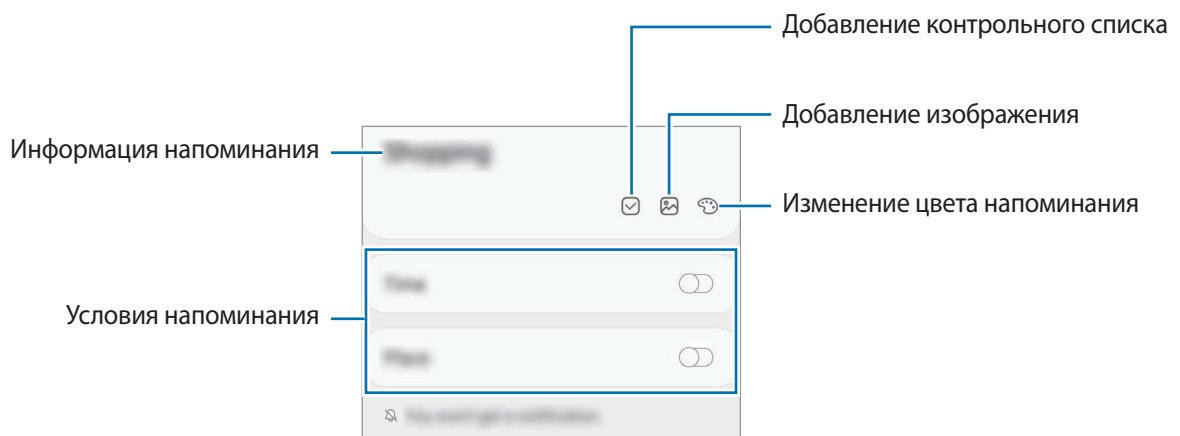 Добавление контрольного списка
Добавление изображения
Информация напоминания
Shopping
Изменение цвета напоминания
Time
Условия напоминания
Place
You won't get a notification